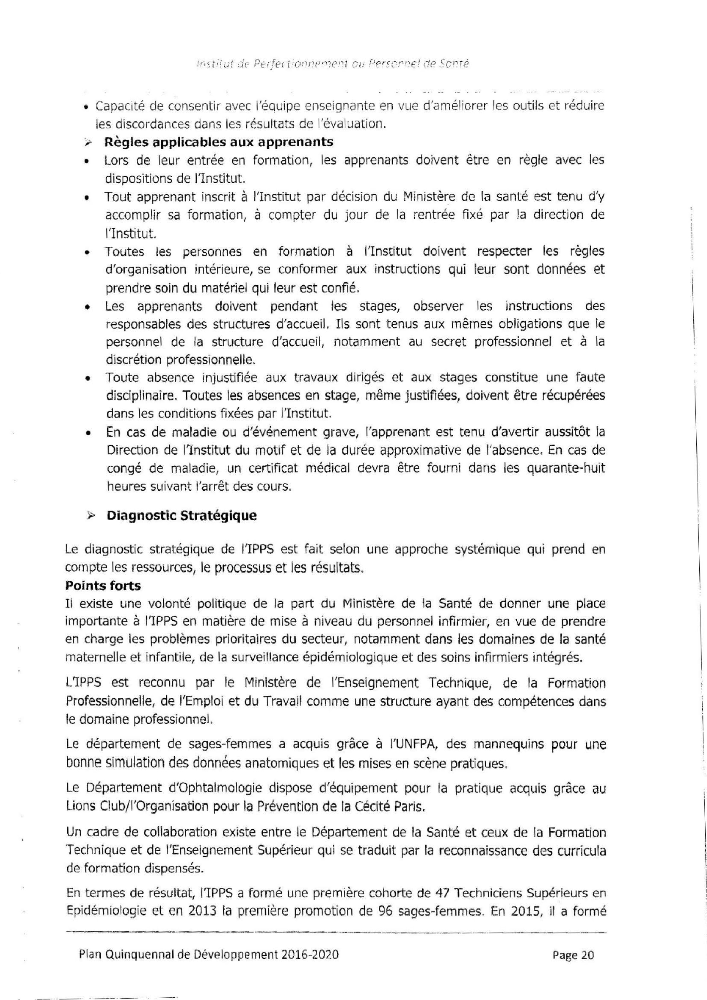 Institut de Perfectionnement au Personnel de Santé
• Capacité de consentir avec l'équipe enseignante en vue d'améliorer les outils et réduire
les discordances dans les résultats de l'évaluation.
➢ Règles applicables aux apprenants
• Lors de leur entrée en formation, les apprenants doivent être en règle avec les
dispositions de l'Institut.
• Tout apprenant inscrit à l'Institut par décision du Ministère de la santé est tenu d'y
accomplir sa formation, à compter du jour de la rentrée fixé par la direction de
l'Institut.
• Toutes les personnes en formation à l'Institut doivent respecter les règles
d'organisation intérieure, se conformer aux instructions qui leur sont données et
prendre soin du matériel qui leur est confié.
• Les apprenants doivent pendant les stages, observer les instructions des
responsables des structures d'accueil. Ils sont tenus aux mêmes obligations que le
personnel de la structure d'accueil, notamment au secret professionnel et à la
discrétion professionnelle.
• Toute absence injustifiée aux travaux dirigés et aux stages constitue une faute
disciplinaire. Toutes les absences en stage, même justifiées, doivent être récupérées
dans les conditions fixées par l'Institut.
• En cas de maladie ou d'événement grave, l'apprenant est tenu d'avertir aussitôt la
Direction de l'Institut du motif et de la durée approximative de l'absence. En cas de
congé de maladie, un certificat médical devra être fourni dans les quarante-huit
heures suivant l'arrêt des cours.
➢ Diagnostic Stratégique
Le diagnostic stratégique de l'IPPS est fait selon une approche systémique qui prend en
compte les ressources, le processus et les résultats.
Points forts
Il existe une volonté politique de la part du Ministère de la Santé de donner une place
importante à l'IPPS en matière de mise à niveau du personnel infirmier, en vue de prendre
en charge les problèmes prioritaires du secteur, notamment dans les domaines de la santé
maternelle et infantile, de la surveillance épidémiologique et des soins infirmiers intégrés.
L'IPPS est reconnu par le Ministère de l'Enseignement Technique, de la Formation
Professionnelle, de l'Emploi et du Travail comme une structure ayant des compétences dans
le domaine professionnel.
Le département de sages-femmes a acquis grâce à l'UNFPA, des mannequins pour une
bonne simulation des données anatomiques et les mises en scène pratiques.
Le Département d'Ophtalmologie dispose d'équipement pour la pratique acquis grâce au
Lions Club/l'Organisation pour la Prévention de la Cécité Paris.
Un cadre de collaboration existe entre le Département de la Santé et ceux de la Formation
Technique et de l'Enseignement Supérieur qui se traduit par la reconnaissance des curricula
de formation dispensés.
En termes de résultat, l'IPPS a formé une première cohorte de 47 Techniciens Supérieurs en
Epidémiologie et en 2013 la première promotion de 96 sages-femmes. En 2015, il a formé
Plan Quinquennal de Développement 2016-2020 Page 20